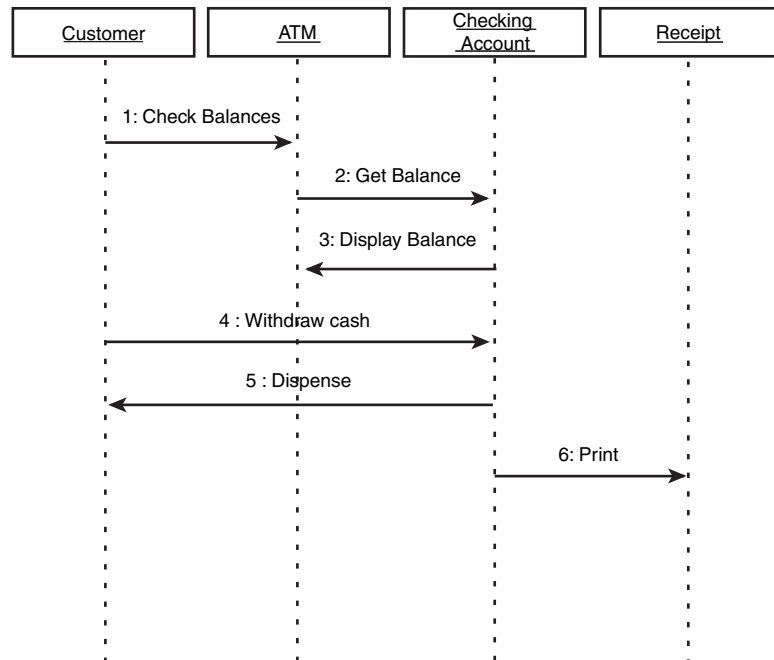 Customer
ATM
Checking
Account
Receipt
1: Check Balances
2: Get Balance
3: Display Balance
4 : Withdraw cash
5 : Dispense
6: Print